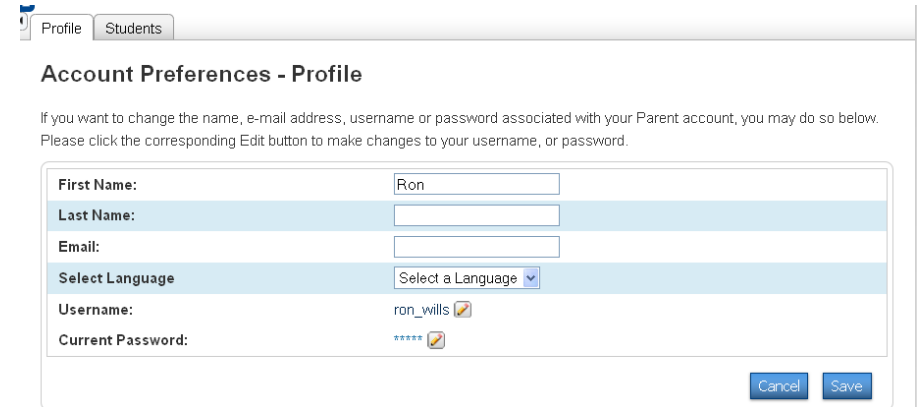 Profile Students
Account Preferences - Profile
If you want to change the name, e-mail address, username or password associated with your Parent account, you may do so below.
Please click the corresponding Edit button to make changes to your username, or password.
First Name: Ron
Last Name:
Email:
Select Language Select a Language
Username: ron_wills
Current Password: *****
Cancel Save